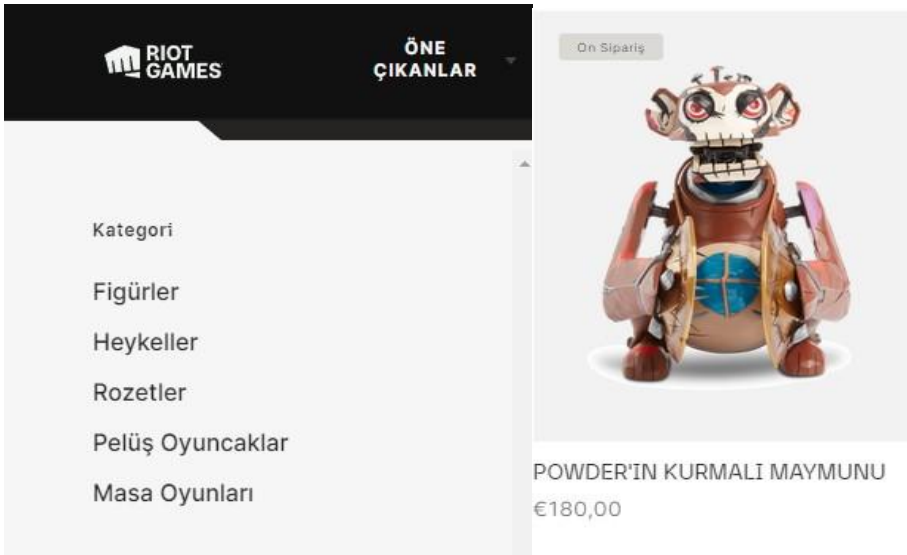 RIOT
GAMES
ÖNE
ÇIKANLAR
Kategori
Figürler
Heykeller
Rozetler
Pelüş Oyuncaklar
Masa Oyunları
Ön Sipariş
POWDER'IN KURMALI MAYMUNU
€180,00